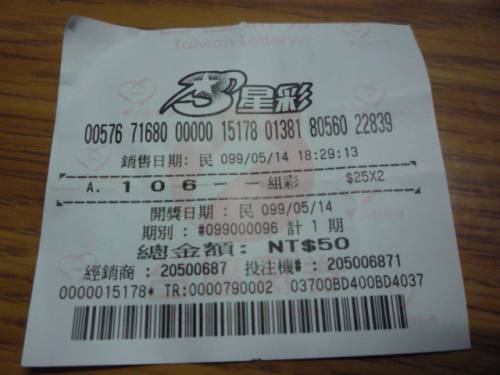 Taiwan Lottery
3星彩
00576 71680 00000 15178 01381 80560 22839
銷售日期: 民 099/05/14 18:29:13
A. 106--組彩 $25X2
開獎日期 : 民 099/05/14
期別 : #099000096 計 1 期
總金額: NT$50
經銷商 : 20500687 投注機# : 205006871
0000015178* TR:0000790002 03700BD400BD4037